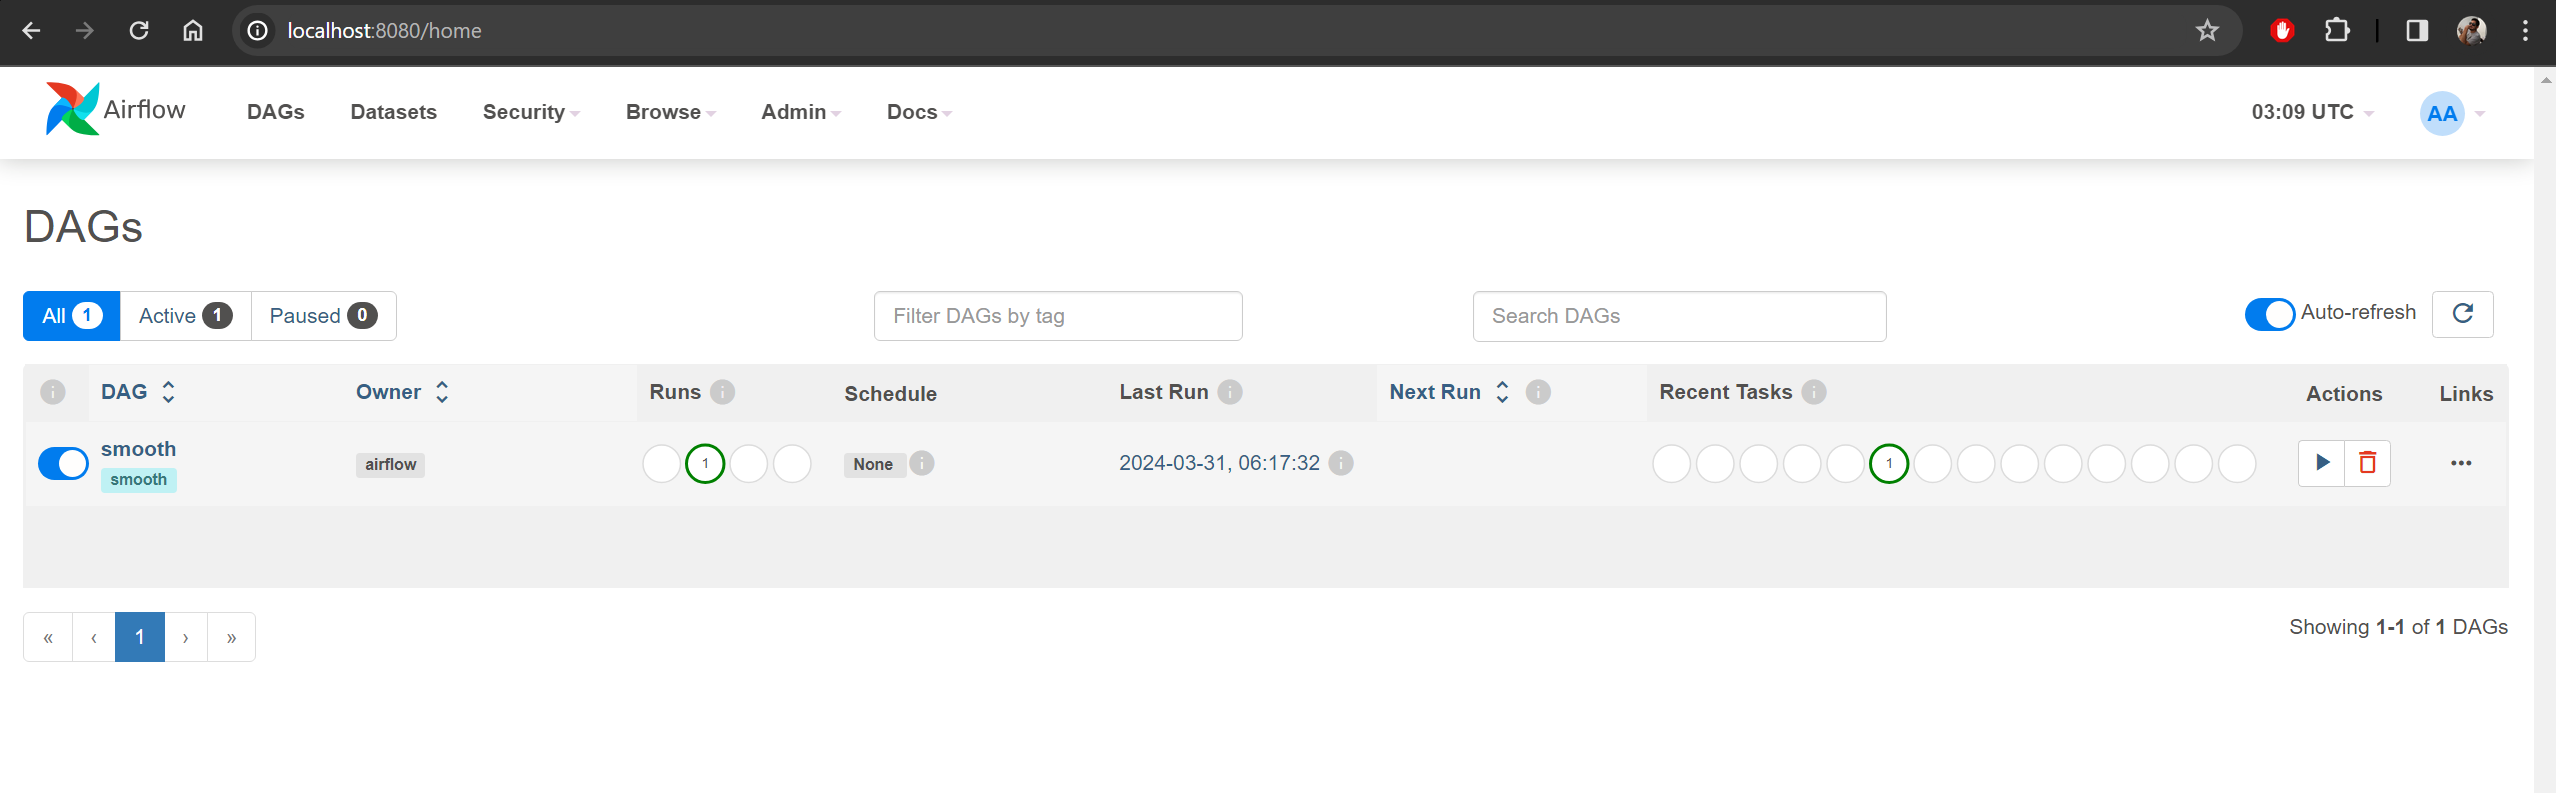 localhost:8080/home
Airflow DAGs Datasets Security Browse Admin Docs 03:09 UTC AA
DAGs
All 1 Active 1 Paused 0 Filter DAGs by tag Search DAGs Auto-refresh
DAG Owner Runs Schedule Last Run Next Run Recent Tasks Actions Links
smooth airflow 1 None 2024-03-31, 06:17:32 1
smooth
« ‹ 1 › » Showing 1-1 of 1 DAGs